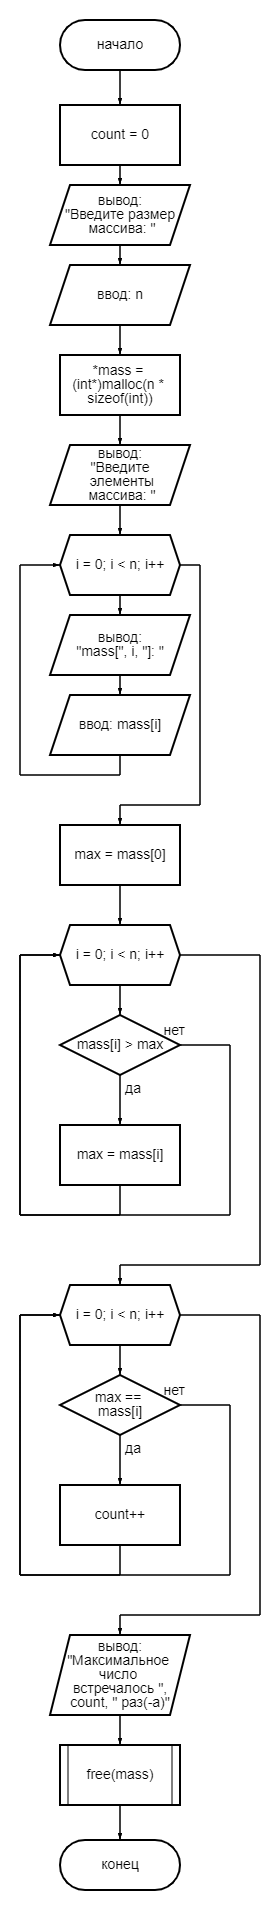 начало
count = 0
вывод:
"Введите размер
массива: "
ввод: n
*mass =
(int*)malloc(n *
sizeof(int))
вывод:
"Введите
элементы
массива: "
i = 0; i < n; i++
вывод:
"mass[", i, "]: "
ввод: mass[i]
max = mass[0]
i = 0; i < n; i++
нет
mass[i] > max
да
max = mass[i]
i = 0; i < n; i++
нет
max ==
mass[i]
да
count++
вывод:
"Максимальное
число
встречалось ",
count, " раз(-а)"
free(mass)
конец